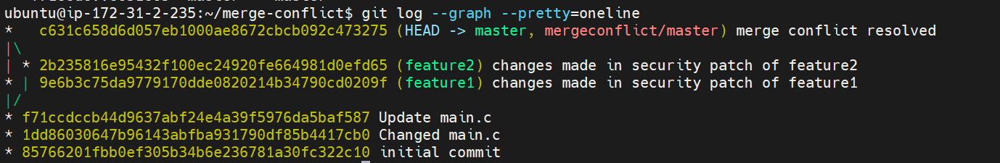 ubuntu@ip-172-31-2-235:~/merge-conflict$ git log --graph --pretty=oneline
*   c631c658d6d057eb1000ae8672cbcb092c473275 (HEAD -> master, mergeconflict/master) merge conflict resolved
|\
| * 2b235816e95432f100ec24920fe664981d0efd65 (feature2) changes made in security patch of feature2
* | 9e6b3c75da9779170dde0820214b34790cd0209f (feature1) changes made in security patch of feature1
|/
* f71ccdccb44d9637abf24e4a39f5976da5baf587 Update main.c
* 1dd86030647b96143abfba931790df85b4417cb0 Changed main.c
* 85766201fbb0ef305b34b6e236781a30fc322c10 initial commit